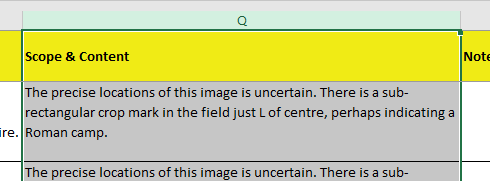 Q
Scope & Content
Note
The precise locations of this image is uncertain. There is a sub-
rectangular crop mark in the field just L of centre, perhaps indicating a
ire. Roman camp.
The precise locations of this image is uncertain. There is a sub-